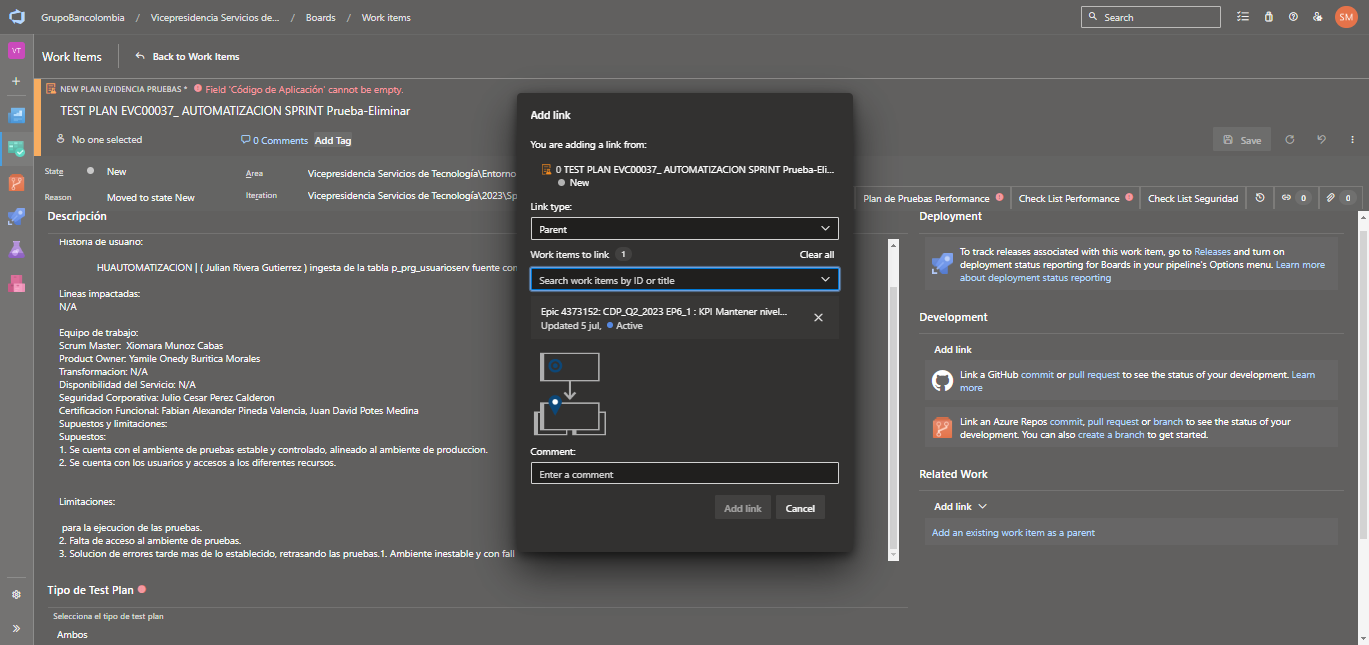 GrupoBancolombia / Vicepresidencia Servicios de... / Boards / Work items
Search
SM
VT
Work Items
Back to Work Items
NEW PLAN EVIDENCIA PRUEBAS * Field 'Código de Aplicación' cannot be empty.
TEST PLAN EVC00037_ AUTOMATIZACION SPRINT Prueba-Eliminar
No one selected
0 Comments
Add Tag
Save
State
New
Area
Vicepresidencia Servicios de Tecnología\Entorno
Reason
Moved to state New
Iteration
Vicepresidencia Servicios de Tecnología\2023\Sp
Plan de Pruebas Performance
Check List Performance
Check List Seguridad
0
0
Descripción
Historia de usuario:
HUAUTOMATIZACION | ( Julian Rivera Gutierrez ) ingesta de la tabla p_prg_usuarioserv fuente con
Lineas impactadas:
N/A
Equipo de trabajo:
Scrum Master: Xiomara Munoz Cabas
Product Owner: Yamile Onedy Buritica Morales
Transformacion: N/A
Disponibilidad del Servicio: N/A
Seguridad Corporativa: Julio Cesar Perez Calderon
Certificacion Funcional: Fabian Alexander Pineda Valencia, Juan David Potes Medina
Supuestos y limitaciones:
Supuestos:
1. Se cuenta con el ambiente de pruebas estable y controlado, alineado al ambiente de produccion.
2. Se cuenta con los usuarios y accesos a los diferentes recursos.
Limitaciones:
para la ejecucion de las pruebas.
2. Falta de acceso al ambiente de pruebas.
3. Solucion de errores tarde mas de lo establecido, retrasando las pruebas.1. Ambiente inestable y con fall
Tipo de Test Plan
Selecciona el tipo de test plan
Ambos
Add link
You are adding a link from:
0 TEST PLAN EVC00037_ AUTOMATIZACION SPRINT Prueba-Eli...
New
Link type:
Parent
Work items to link 1
Clear all
Search work items by ID or title
Epic 4373152: CDP_Q2_2023 EP6_1 : KPI Mantener nivel...
Updated 5 jul, Active
Comment:
Enter a comment
Add link
Cancel
Deployment
To track releases associated with this work item, go to Releases and turn on
deployment status reporting for Boards in your pipeline's Options menu. Learn more
about deployment status reporting
Development
Add link
Link a GitHub commit or pull request to see the status of your development. Learn
more
Link an Azure Repos commit, pull request or branch to see the status of your
development. You can also create a branch to get started.
Related Work
Add link
Add an existing work item as a parent